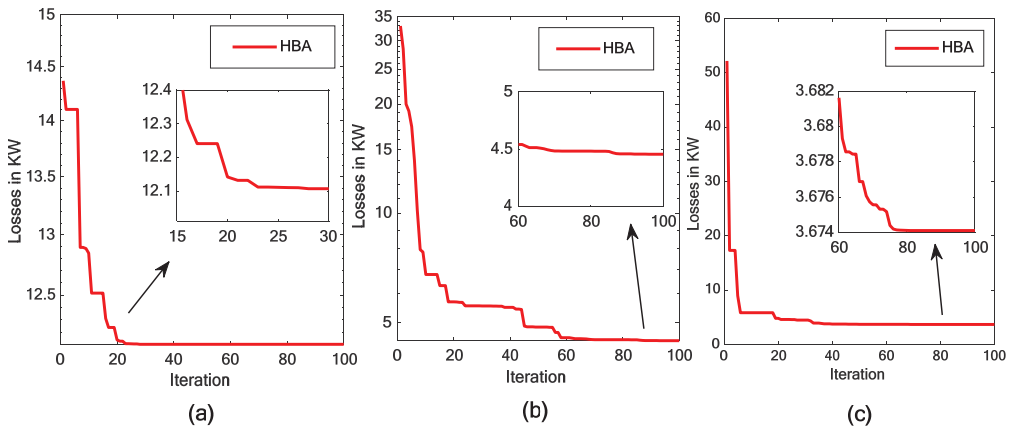 15
14.5
14
13.5
13
12.5
Losses in KW
HBA
12.4
12.3
12.2
12.1
15 20 25 30
0 20 40 60 80 100
Iteration
(a)
35
30
25
20
15
10
5
Losses in KW
HBA
5
4.5
4
60 80 100
0 20 40 60 80 100
Iteration
(b)
60
50
40
30
20
10
0
Losses in KW
HBA
3.682
3.68
3.678
3.676
3.674
60 80 100
0 20 40 60 80 100
Iteration
(c)